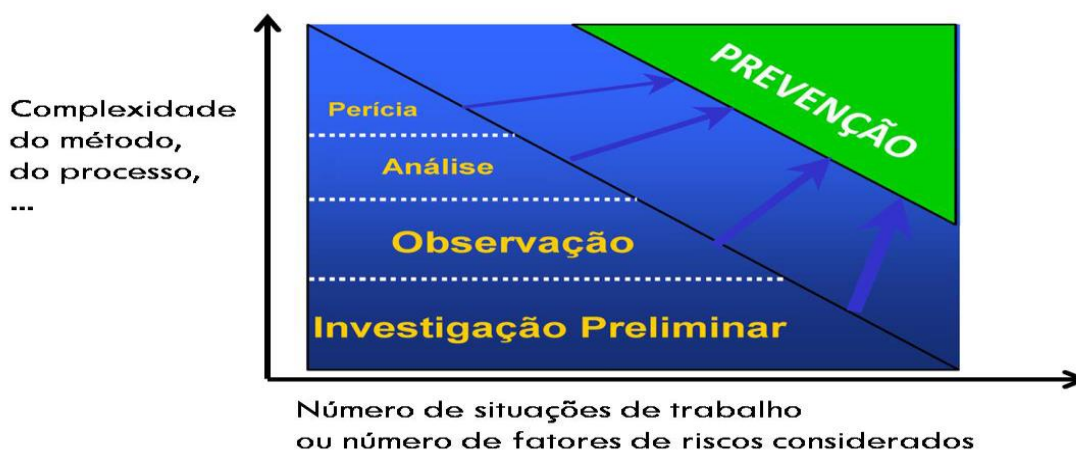 Complexidade
do método,
do processo,
...
PREVENÇÃO
Perícia
Análise
Observação
Investigação Preliminar
Número de situações de trabalho
ou número de fatores de riscos considerados